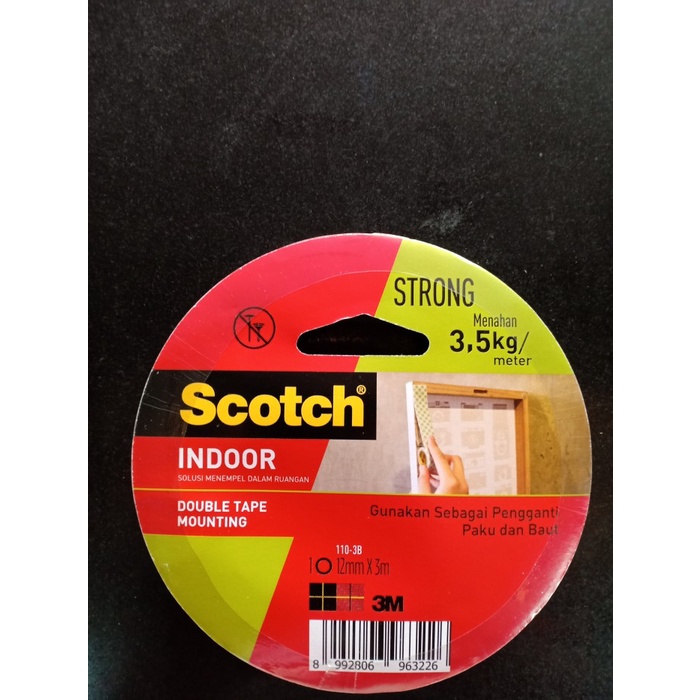 STRONG
Menahan
3,5kg/
meter
Scotch®
INDOOR
SOLUSI MENEMPEL DALAM RUANGAN
DOUBLE TAPE
MOUNTING
Gunakan Sebagai Pengganti
Paku dan Baut
110-3B
1 12mm X 3m
3M
8 992806 963226